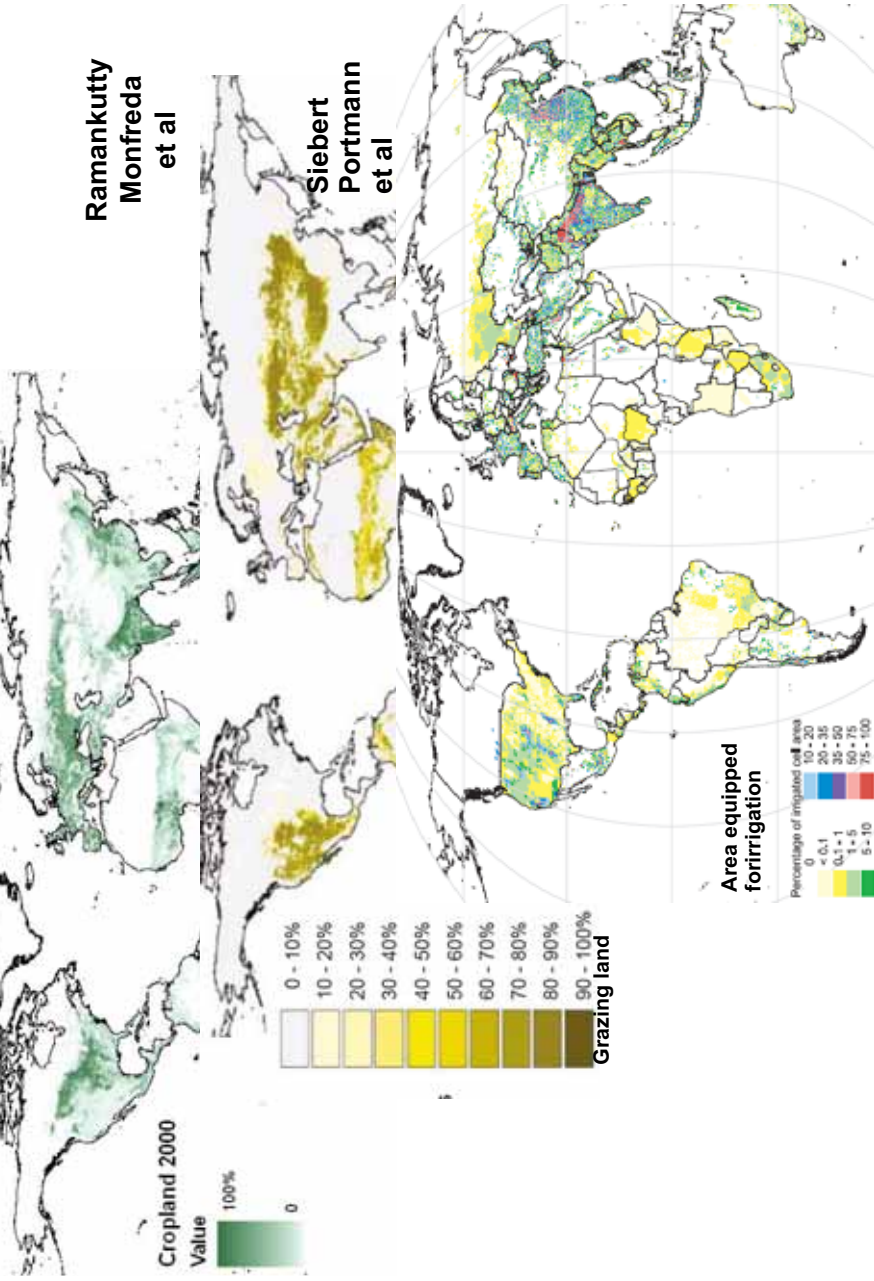 Ramankutty
Monfreda
et al
Siebert
Portmann
et al
Cropland 2000
Value
100%
0
0 - 10%
10 - 20%
20 - 30%
30 - 40%
40 - 50%
50 - 60%
60 - 70%
70 - 80%
80 - 90%
90 - 100%
Grazing land
s
Area equipped
forirrigation
Percentage of irrigated cell area
0
< 0.1
0.1 - 1
1 - 5
5 - 10
10 - 20
20 - 35
35 - 50
50 - 75
75 - 100